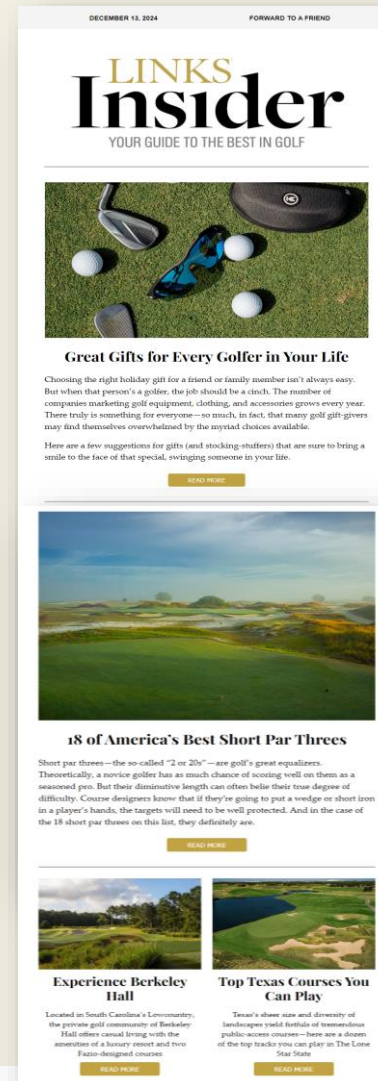 DECEMBER 13, 2024 FORWARD TO A FRIEND
LINKS
Insider
YOUR GUIDE TO THE BEST IN GOLF
Great Gifts for Every Golfer in Your Life
Choosing the right holiday gift for a friend or family member isn't always easy.
But when that person's a golfer, the job should be a cinch. The number of
companies marketing golf equipment, clothing, and accessories grows every year.
There truly is something for everyone—so much, in fact, that many golf gift-givers
may find themselves overwhelmed by the myriad choices available.
Here are a few suggestions for gifts (and stocking-stuffers) that are sure to bring a
smile to the face of that special, swinging someone in your life.
READ MORE
18 of America's Best Short Par Threes
Short par threes—the so-called "2 or 20s"—are golf's great equalizers.
Theoretically, a novice golfer has as much chance of scoring well on them as a
seasoned pro. But their diminutive length can often belie their true degree of
difficulty. Course designers know that if they're going to put a wedge or short iron
in a player's hands, the targets will need to be well protected. And in the case of
the 18 short par threes on this list, they definitely are.
READ MORE
Experience Berkeley
Hall
Located in South Carolina's Lowcountry,
the private golf community of Berkeley
Hall offers casual living with the
amenities of a luxury resort and two
Fazio-designed courses
READ MORE
Top Texas Courses You
Can Play
Texas's sheer size and diversity of
landscapes yield fistfuls of tremendous
public-access courses—here are a dozen
of the top tracks you can play in The Lone
Star State
READ MORE